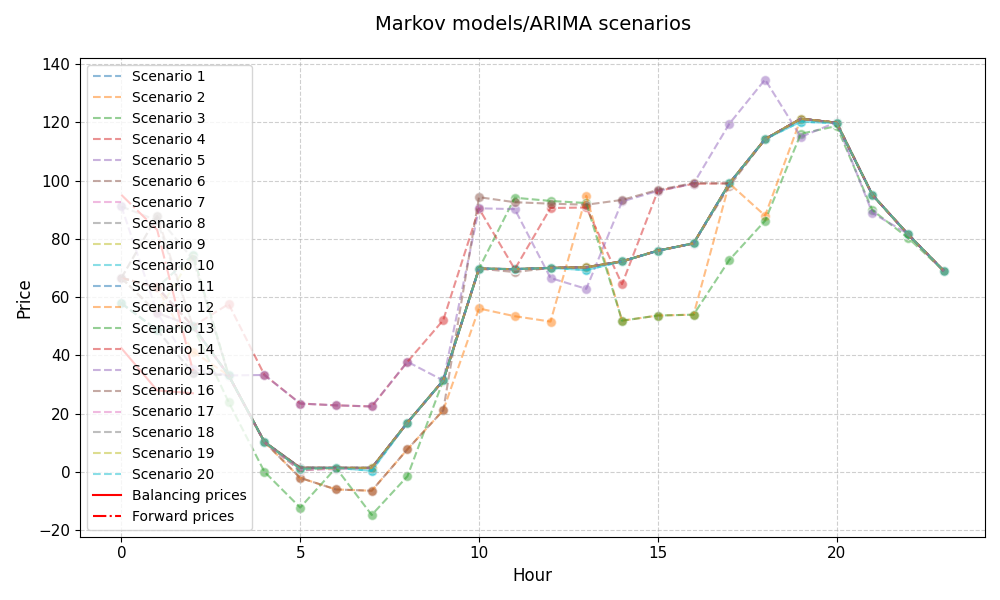 Markov models/ARIMA scenarios
140
120
100
80
60
40
20
0
−20
Price
Scenario 1
Scenario 2
Scenario 3
Scenario 4
Scenario 5
Scenario 6
Scenario 7
Scenario 8
Scenario 9
Scenario 10
Scenario 11
Scenario 12
Scenario 13
Scenario 14
Scenario 15
Scenario 16
Scenario 17
Scenario 18
Scenario 19
Scenario 20
Balancing prices
Forward prices
0 5 10 15 20
Hour